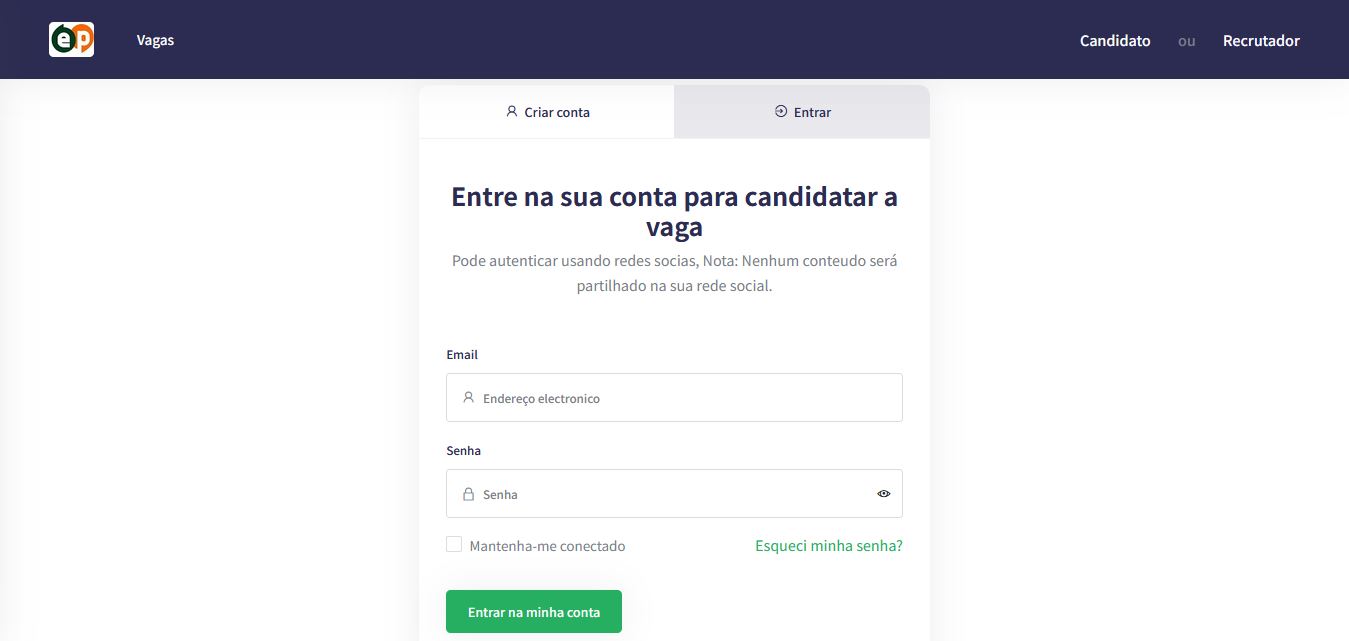 ep
Vagas
Candidato ou Recrutador
Criar conta
Entrar
Entre na sua conta para candidatar a
vaga
Pode autenticar usando redes socias, Nota: Nenhum conteudo será
partilhado na sua rede social.
Email
Endereço electronico
Senha
Senha
Mantenha-me conectado
Esqueci minha senha?
Entrar na minha conta